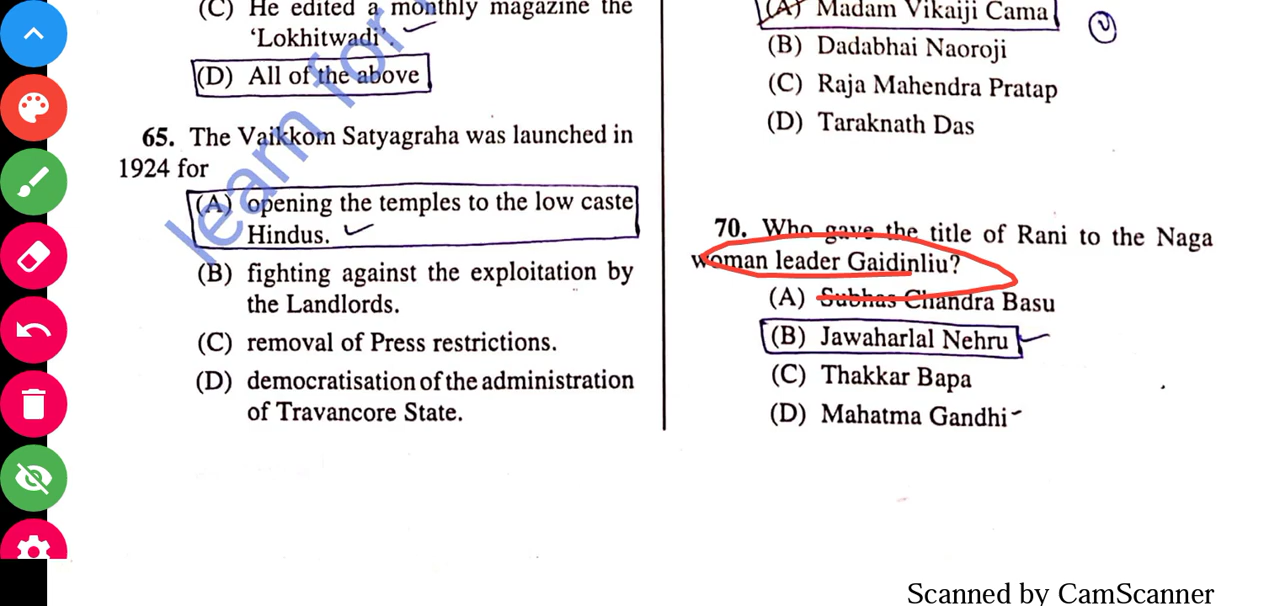 (C) He edited a monthly magazine the
'Lokhitwadi'.
(D) All of the above
65. The Vaikkom Satyagraha was launched in
1924 for
(A) opening the temples to the low caste
Hindus.
(B) fighting against the exploitation by
the Landlords.
(C) removal of Press restrictions.
(D) democratisation of the administration
of Travancore State.
learn for
(A) Madam Vikaiji Cama
(B) Dadabhai Naoroji
(C) Raja Mahendra Pratap
(D) Taraknath Das
70. Who gave the title of Rani to the Naga
woman leader Gaidinliu?
(A) Subhas Chandra Basu
(B) Jawaharlal Nehru
(C) Thakkar Bapa
(D) Mahatma Gandhi
Scanned by CamScanner